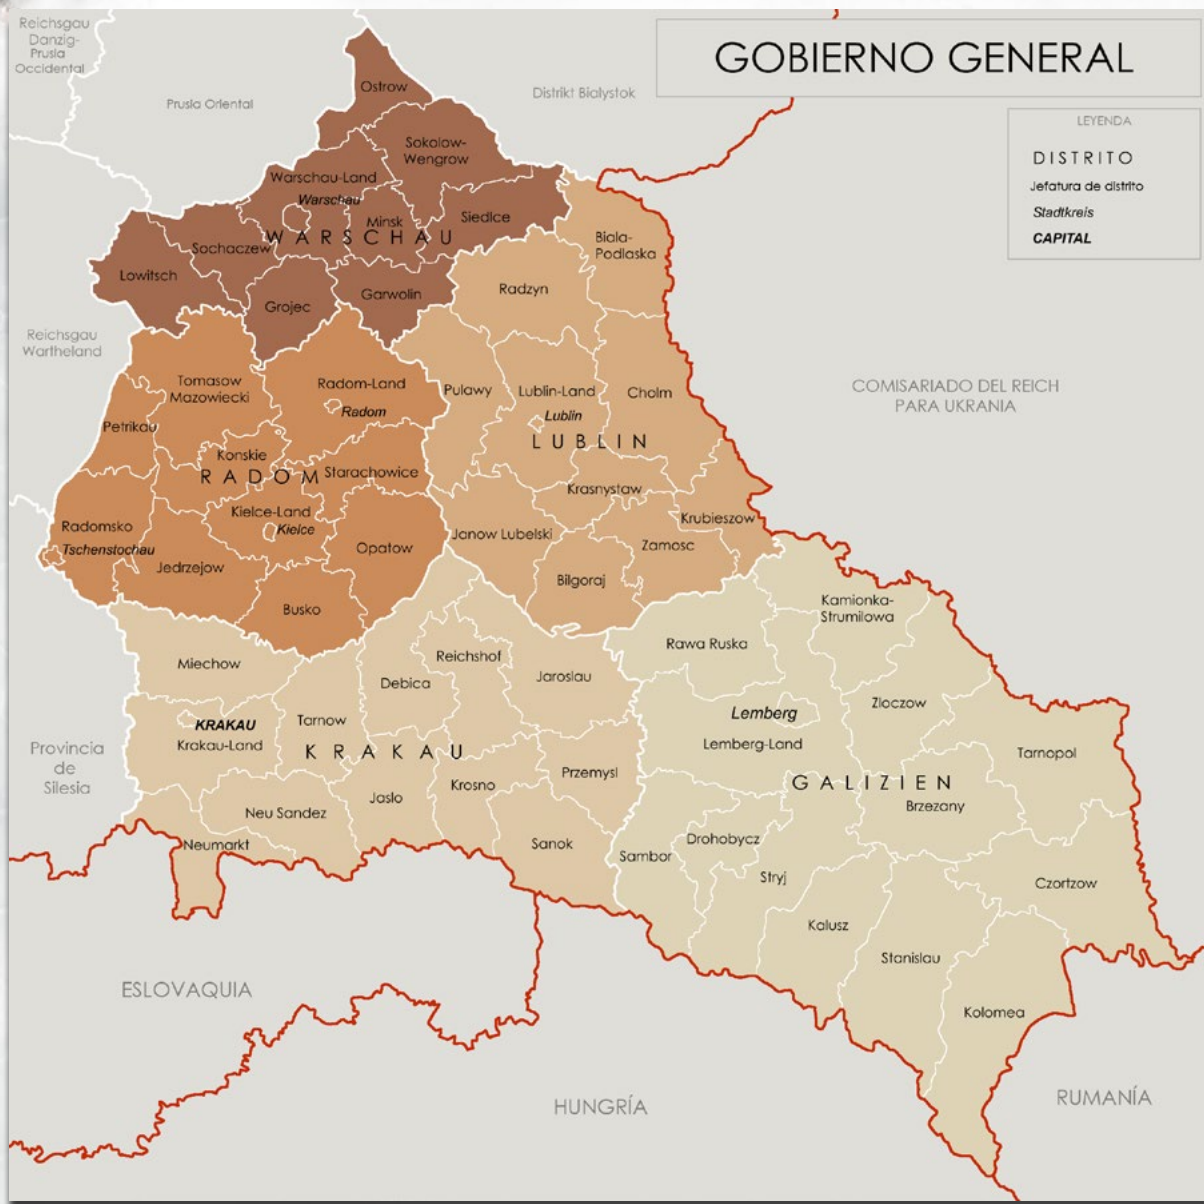 Reichsgau
Danzig-
Prusia
Occidental
Prusia Oriental
Distrikt Bialystok
GOBIERNO GENERAL
LEYENDA
DISTRITO
Jefatura de distrito
Stadtkreis
CAPITAL
Ostrow
Sokolow-
Wengrow
Warschau-Land
Warschau
Minsk
Siedlce
WARSCHAU
Sochaczew
Lowitsch
Grojec
Garwolin
Biala-
Podlaska
Radzyn
Reichsgau
Wartheland
Tomasow
Mazowiecki
Radom-Land
Radom
Petrikau
Konskie
RADOM
Starachowice
Kielce-Land
Kielce
Radomsko
Tschenstochau
Jedrzejow
Opatow
Busko
Pulawy
Lublin-Land
Lublin
Cholm
LUBLIN
Krasnystaw
Krubieszow
Janow Lubelski
Zamosc
Bilgoraj
COMISARIADO DEL REICH
PARA UKRANIA
Miechow
Reichshof
Debica
Jaroslau
KRAKAU
Krakau-Land
Tarnow
KRAKAU
Przemysl
Krosno
Jaslo
Neu Sandez
Neumarkt
Sanok
Provincia
de
Silesia
Kamionka-
Strumilowa
Rawa Ruska
Zloczow
Lemberg
Lemberg-Land
Tarnopol
GALIZIEN
Brzezany
Drohobycz
Sambor
Stryj
Czortzow
Kalusz
Stanislau
Kolomea
ESLOVAQUIA
HUNGRÍA
RUMANÍA